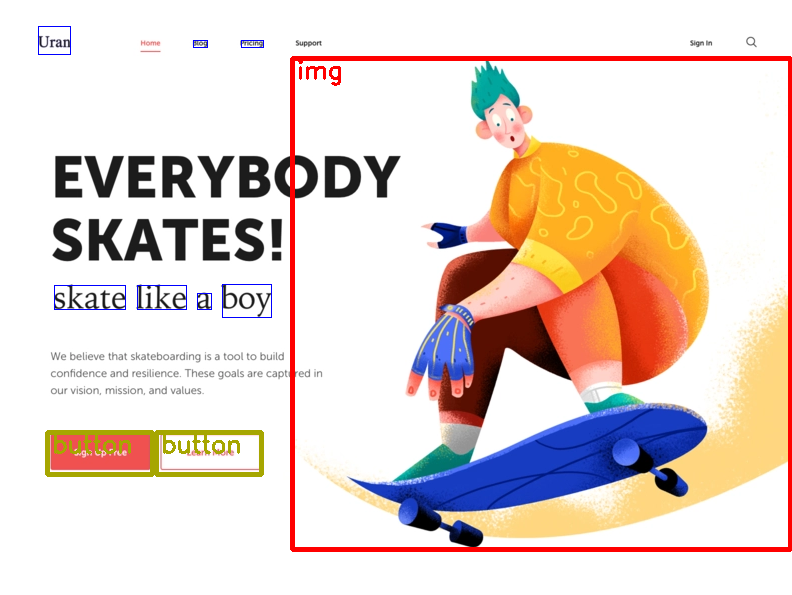 Uran Home Blog Pricing Support Sign In
img
EVERYBODY
SKATES!
skate like a boy
We believe that skateboarding is a tool to build
confidence and resilience. These goals are captured in
our vision, mission, and values.
button button
Sign Up Free Learn More